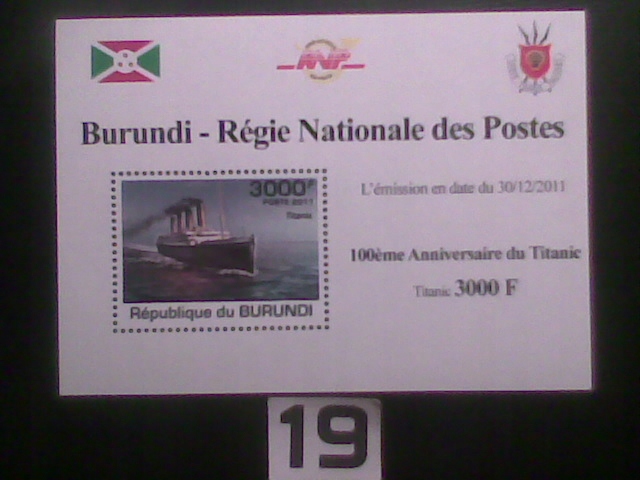 RNP
Burundi - Régie Nationale des Postes
3000F
POSTE 2011
Titanic
République du BURUNDI
L'émission en date du 30/12/2011
100ème Anniversaire du Titanic
Titanic 3000 F
19